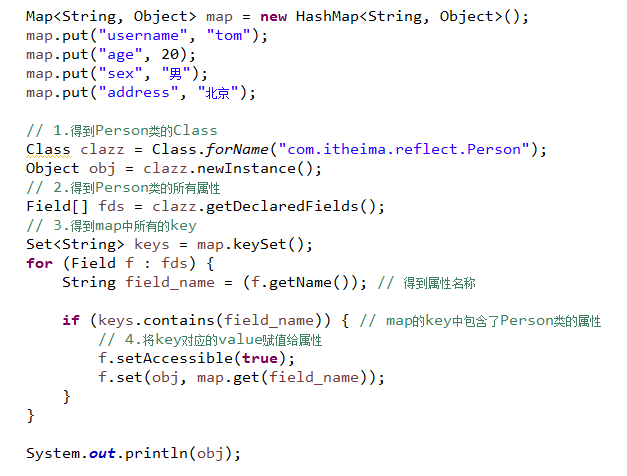 Map<String, Object> map = new HashMap<String, Object>();
map.put("username", "tom");
map.put("age", 20);
map.put("sex", "男");
map.put("address", "北京");
// 1.得到Person类的Class
Class clazz = Class.forName("com.itheima.reflect.Person");
Object obj = clazz.newInstance();
// 2.得到Person类的所有属性
Field[] fds = clazz.getDeclaredFields();
// 3.得到map中所有的key
Set<String> keys = map.keySet();
for (Field f : fds) {
String field_name = (f.getName()); // 得到属性名称
if (keys.contains(field_name)) { // map的key中包含了Person类的属性
// 4.将key对应的value赋值给属性
f.setAccessible(true);
f.set(obj, map.get(field_name));
}
}
System.out.println(obj);